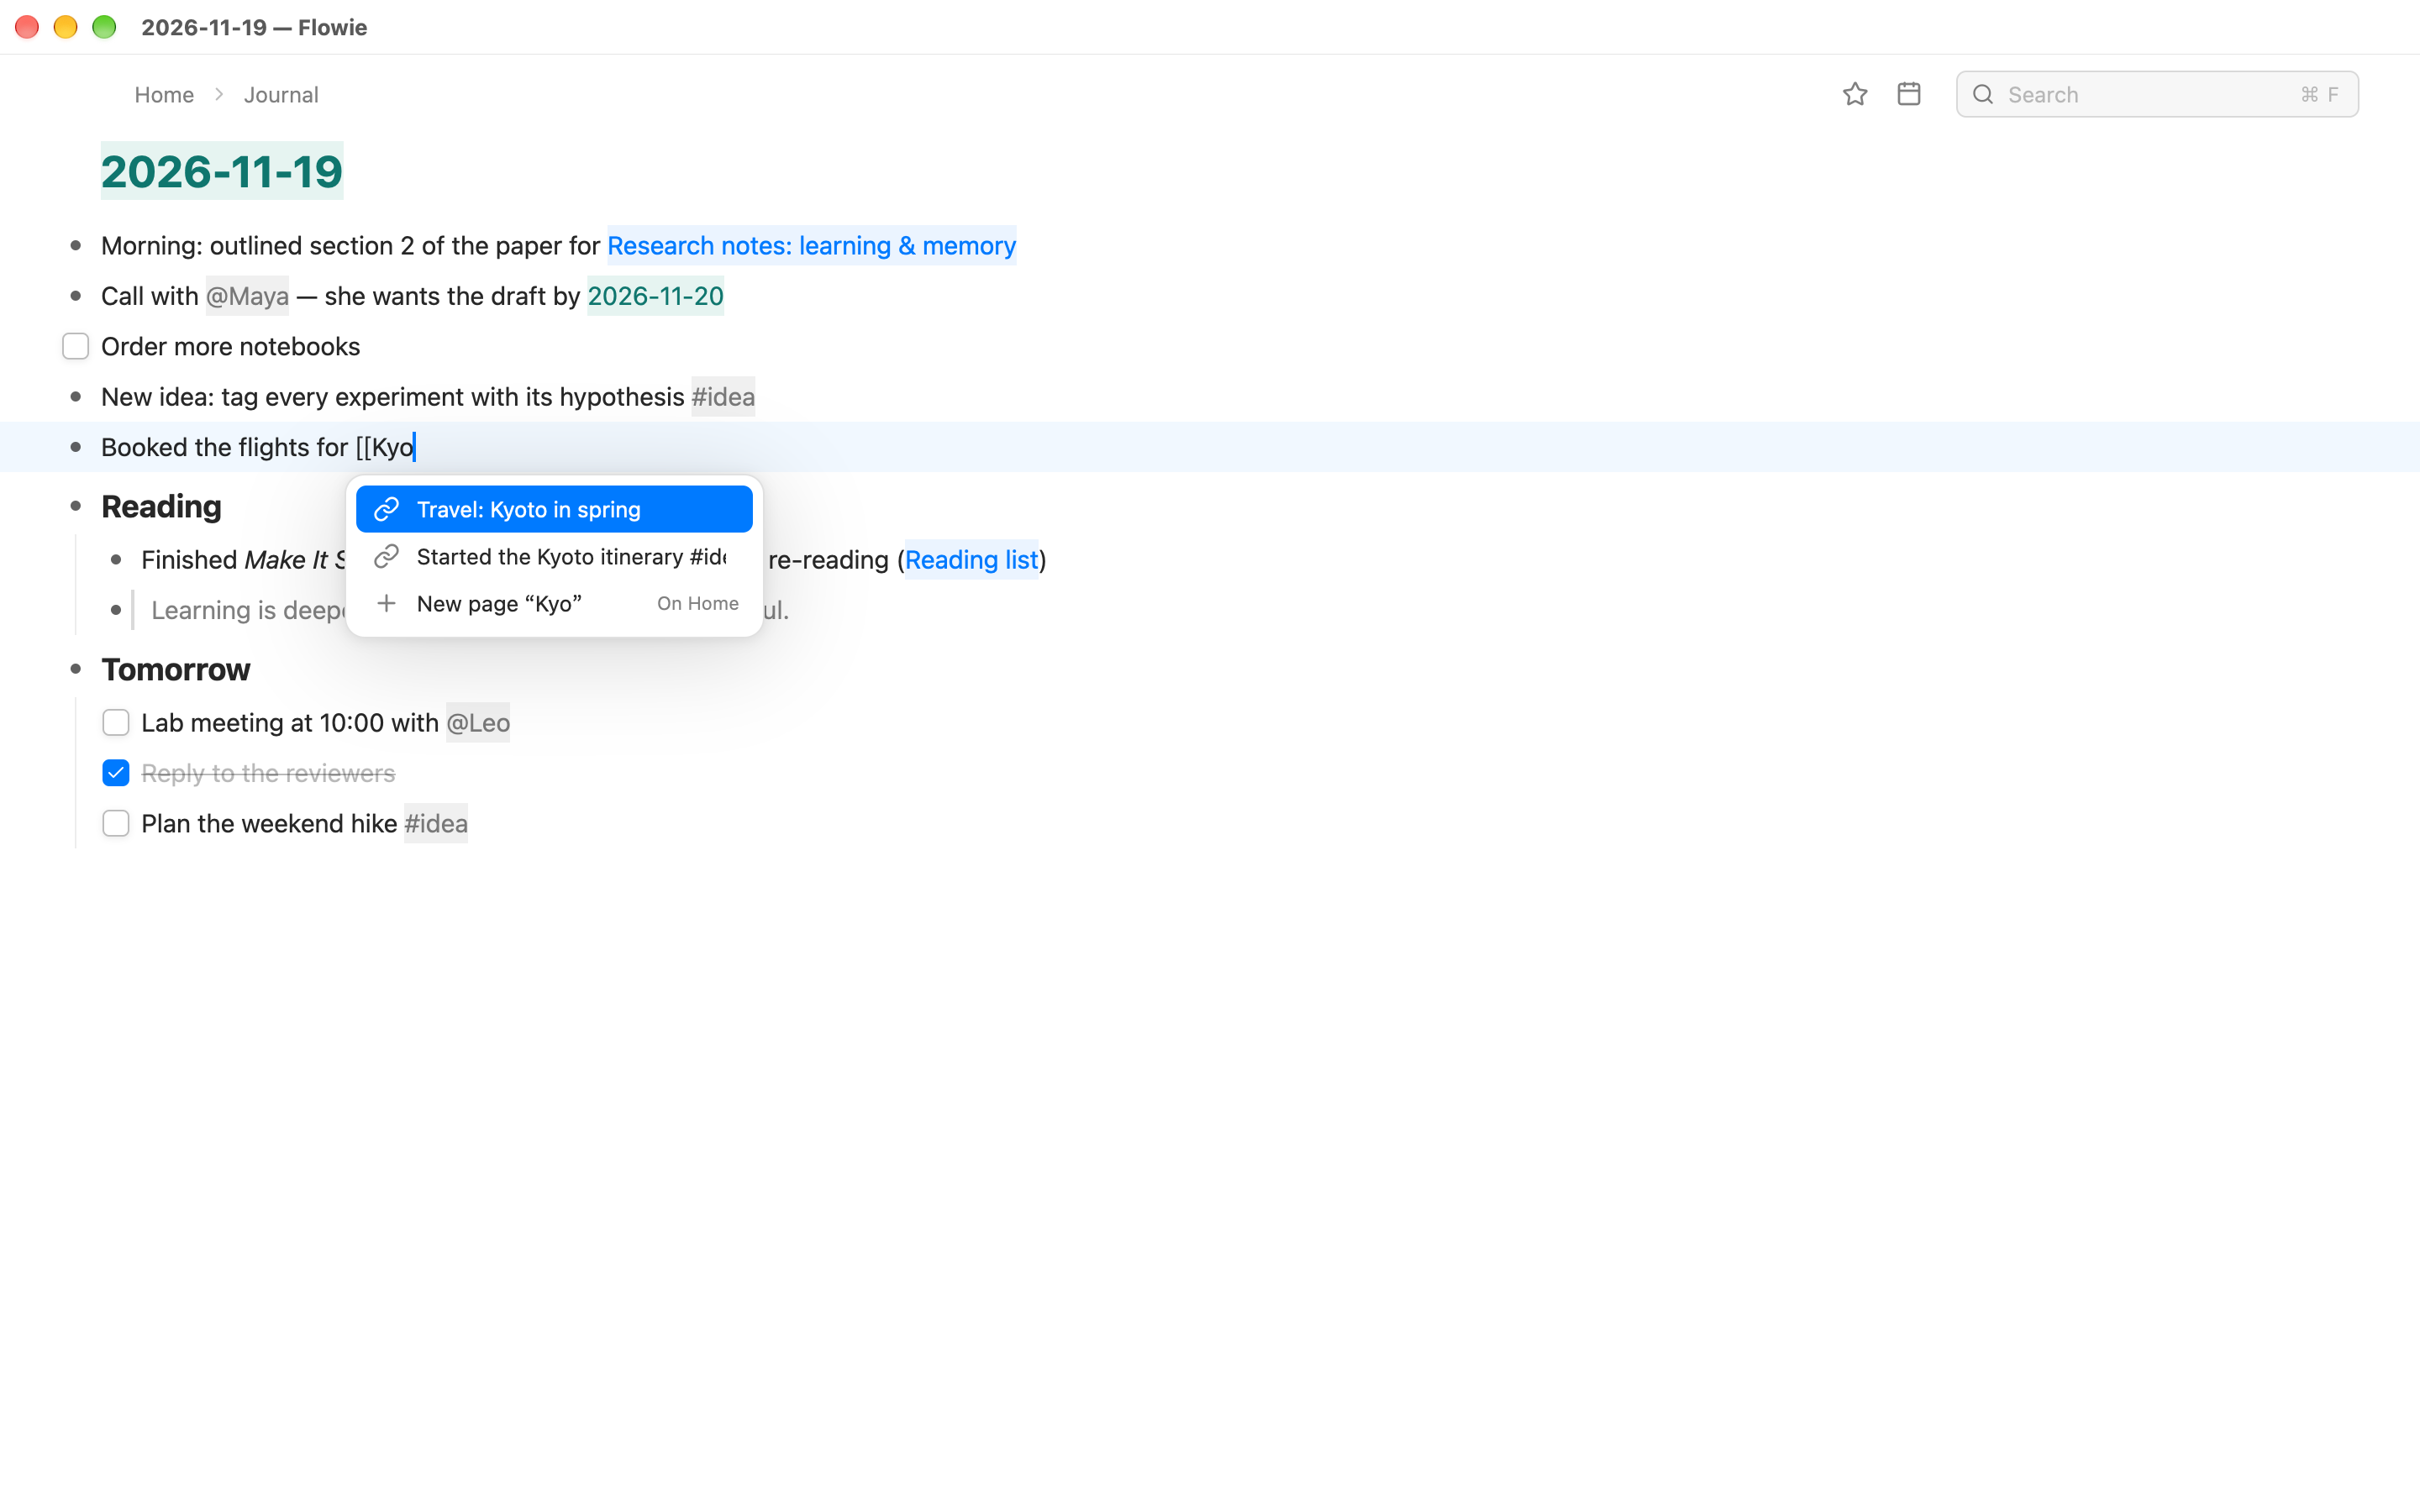 2026-11-19 — Flowie
Home > Journal
Search ⌘ F
2026-11-19
Morning: outlined section 2 of the paper for Research notes: learning & memory
Call with @Maya — she wants the draft by 2026-11-20
Order more notebooks
New idea: tag every experiment with its hypothesis #idea
Booked the flights for [[Kyo
Travel: Kyoto in spring
Started the Kyoto itinerary #ide
New page “Kyo” On Home
Reading
Finished Make It re-reading (Reading list)
Learning is
Tomorrow
Lab meeting at 10:00 with @Leo
Reply to the reviewers
Plan the weekend hike #idea